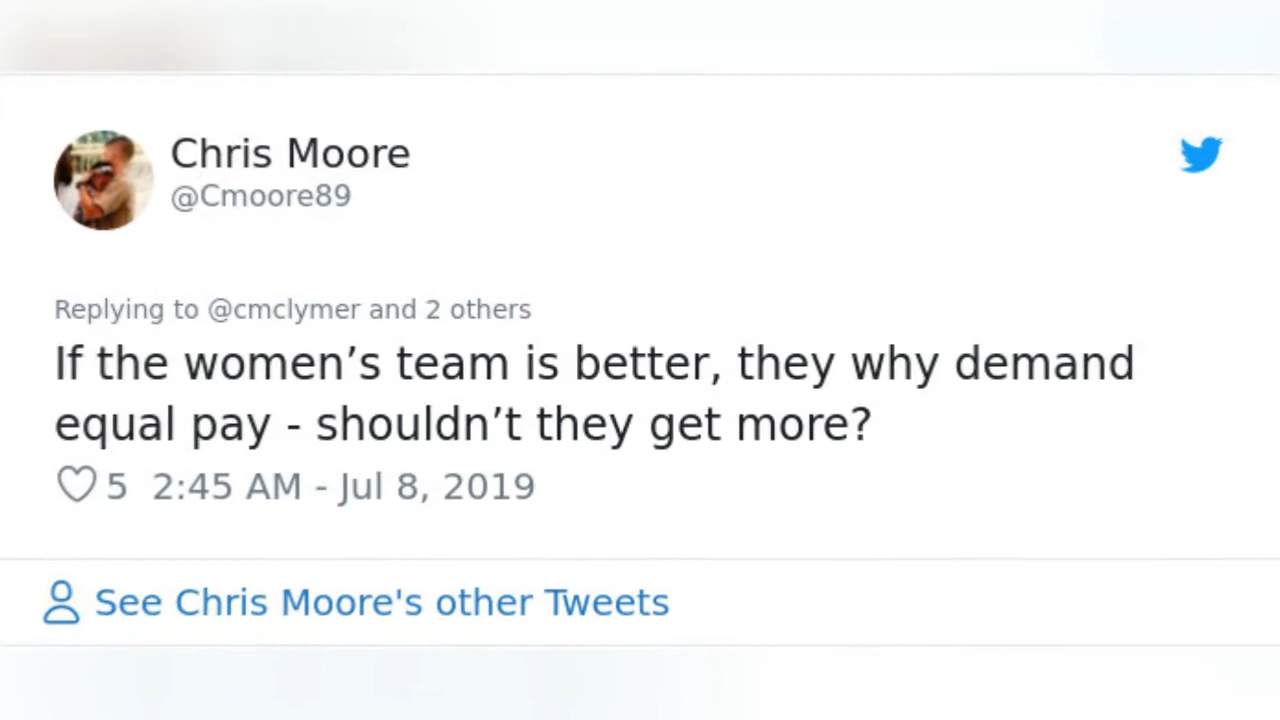 Chris Moore
@Cmoore89
Replying to @cmclymer and 2 others
If the women’s team is better, they why demand
equal pay - shouldn’t they get more?
5 2:45 AM - Jul 8, 2019
See Chris Moore's other Tweets